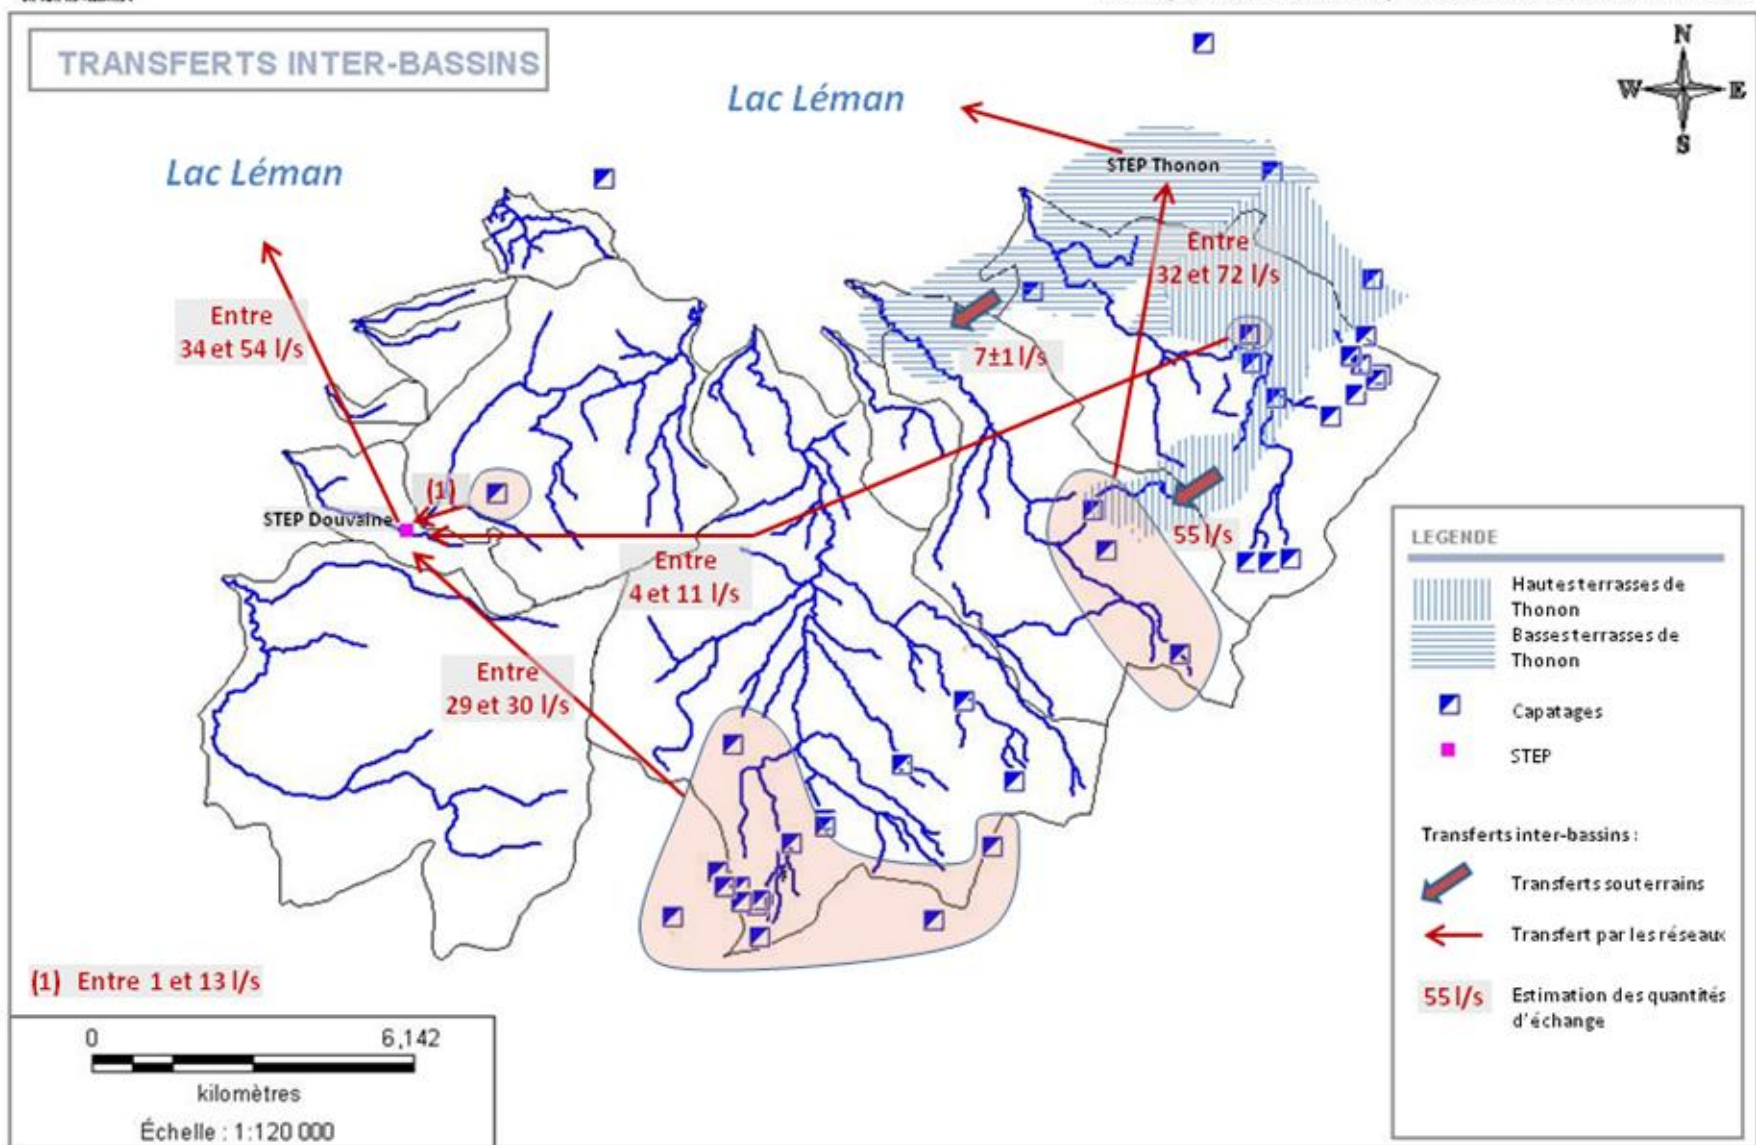 TRANSFERTS INTER-BASSINS
N
W
E
S
Lac Léman
Lac Léman
STEP Thonon
Entre
32 et 72 l/s
Entre
34 et 54 l/s
7±1 l/s
(1)
STEP Douvaine
55 l/s
Entre
4 et 11 l/s
Entre
29 et 30 l/s
(1) Entre 1 et 13 l/s
0
6,142
kilomètres
Échelle : 1:120 000
LEGENDE
Hautes terrasses de
Thonon
Basses terrasses de
Thonon
Capatages
STEP
Transferts inter-bassins :
Transferts souterrains
Transfert par les réseaux
55 l/s
Estimation des quantités
d'échange